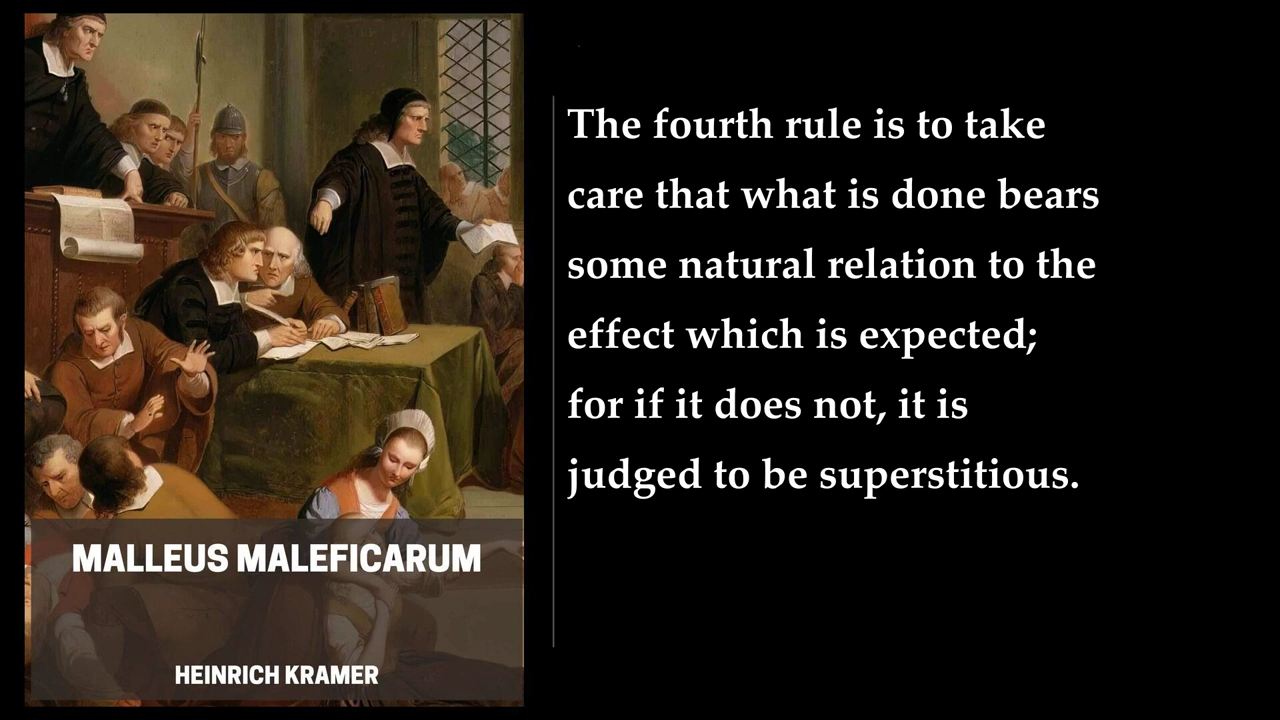 MALLEUS MALEFICARUM
HEINRICH KRAMER
The fourth rule is to take
care that what is done bears
some natural relation to the
effect which is expected;
for if it does not, it is
judged to be superstitious.